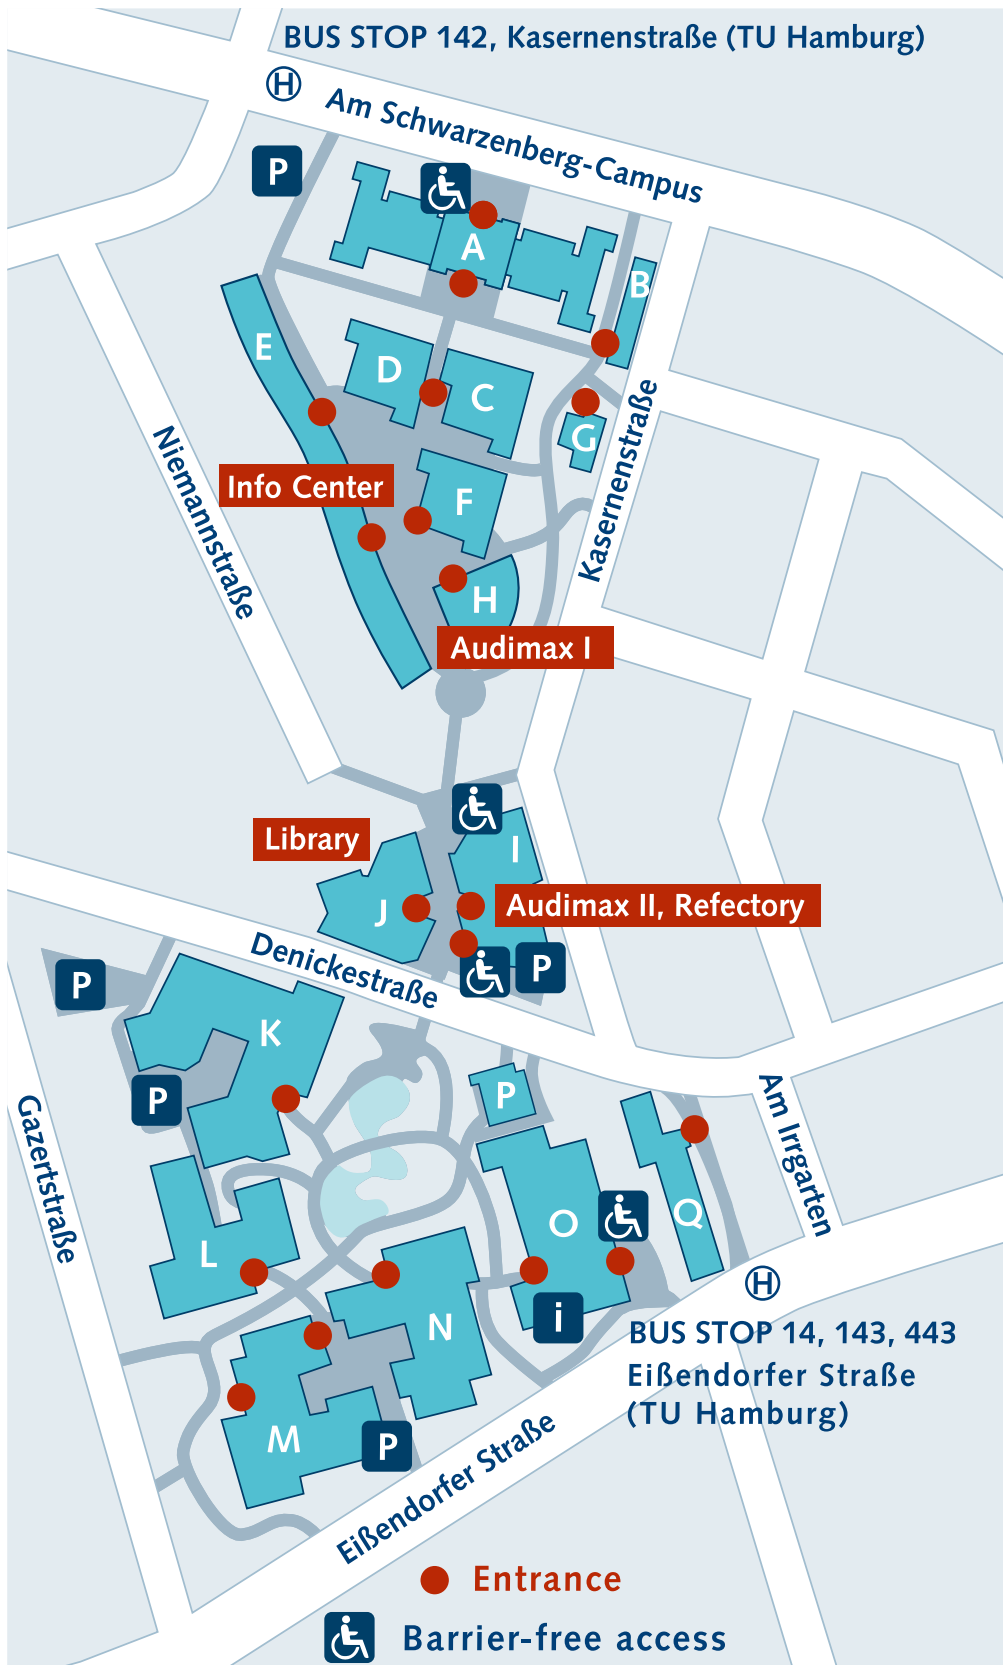 BUS STOP 142, Kasernenstraße (TU Hamburg)
H
Am Schwarzenberg-Campus
P
A
B
E
D
C
G
Niemannstraße
Info Center
F
Kasernenstraße
H
Audimax I
Library
I
J
Audimax II, Refectory
Denickestraße
P
P
K
P
P
Am Irrgarten
Gazertstraße
L
O
Q
H
N
i
BUS STOP 14, 143, 443
Eißendorfer Straße
(TU Hamburg)
M
P
Eißendorfer Straße
Entrance
Barrier-free access